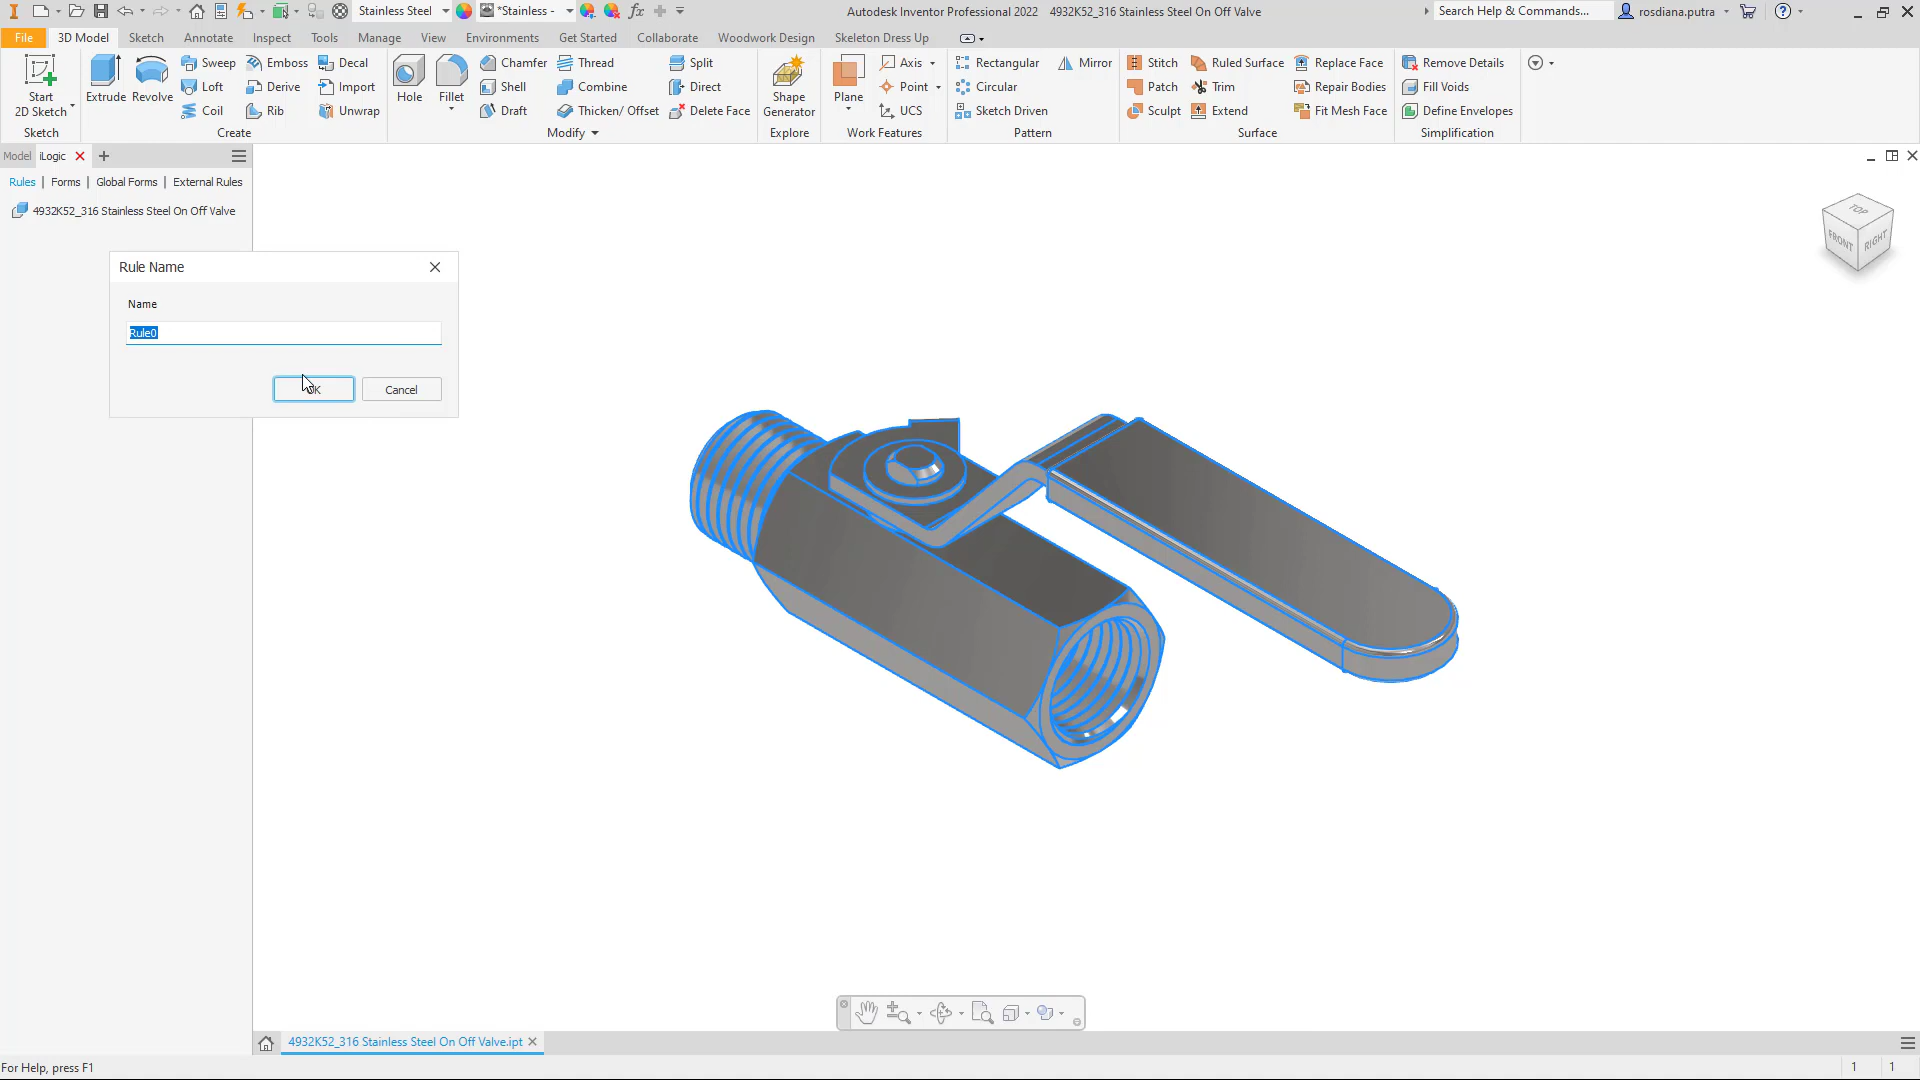 Stainless Steel
*Stainless -
Autodesk Inventor Professional 2022 4932K52_316 Stainless Steel On Off Valve
Search Help & Commands...
rosdiana.putra
File 3D Model Sketch Annotate Inspect Tools Manage View Environments Get Started Collaborate Woodwork Design Skeleton Dress Up
Start
2D Sketch
Sketch
Extrude
Revolve
Sweep
Loft
Coil
Emboss
Derive
Rib
Decal
Import
Unwrap
Create
Hole
Fillet
Chamfer
Shell
Draft
Thread
Combine
Thicken/ Offset
Split
Direct
Delete Face
Modify
Shape
Generator
Explore
Plane
Axis
Point
UCS
Work Features
Rectangular
Circular
Sketch Driven
Mirror
Pattern
Stitch
Patch
Sculpt
Ruled Surface
Trim
Extend
Replace Face
Repair Bodies
Fit Mesh Face
Surface
Remove Details
Fill Voids
Define Envelopes
Simplification
Model iLogic
Rules | Forms | Global Forms | External Rules
4932K52_316 Stainless Steel On Off Valve
Rule Name
Name
Rule0
Cancel
TOP
FRONT
RIGHT
4932K52_316 Stainless Steel On Off Valve.ipt
For Help, press F1
1 1